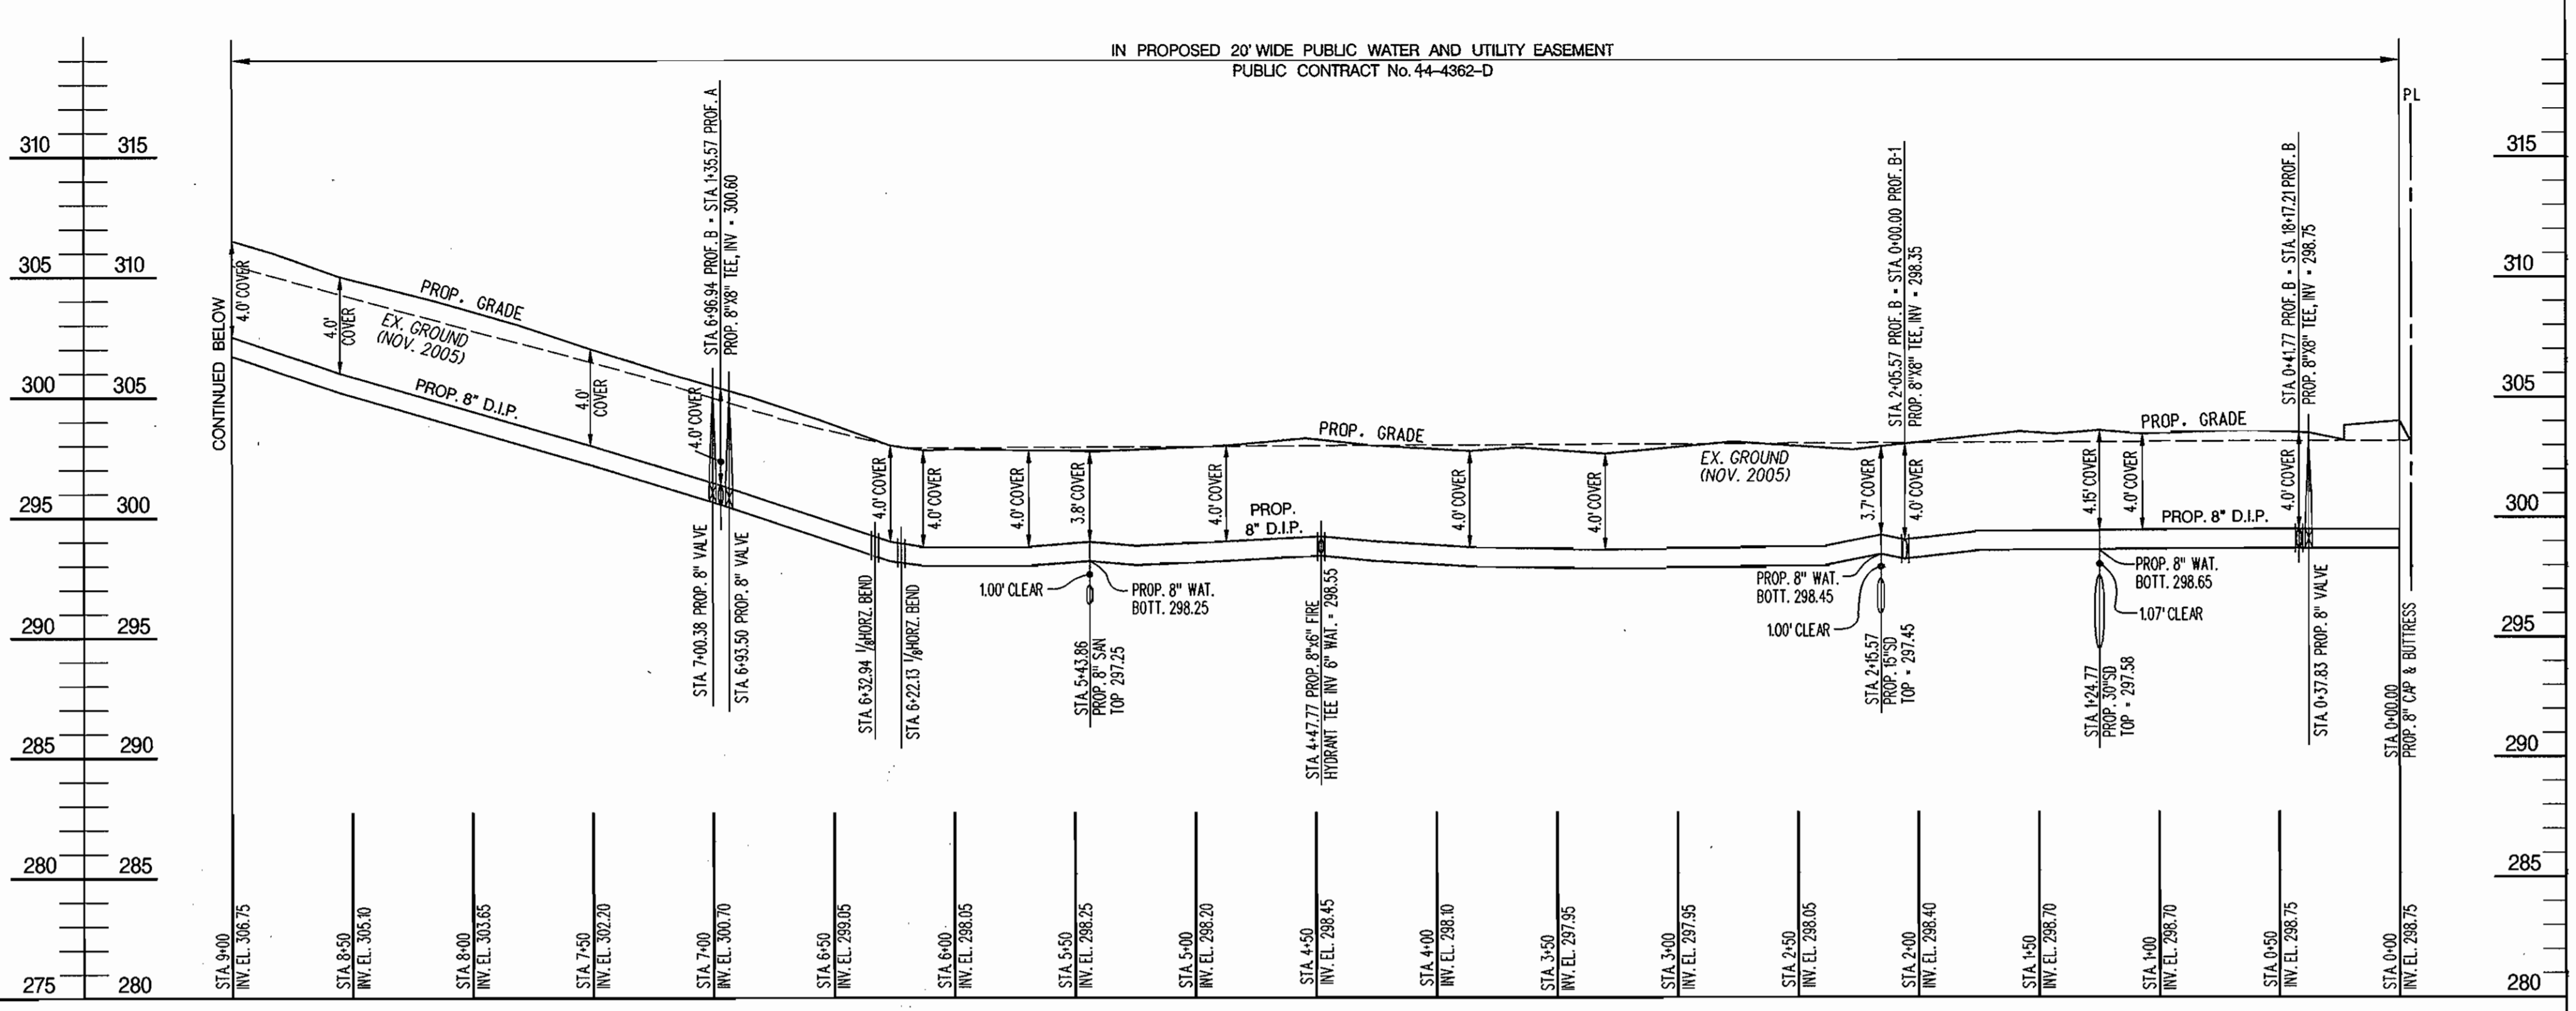 IN PROPOSED 20' WIDE PUBLIC WATER AND UTILITY EASEMENT
PUBLIC CONTRACT No. 44-4362-D
PL
310 315
305 310
300 305
295 300
290 295
285 290
280 285
275 280
315
310
305
300
295
290
285
280
CONTINUED BELOW
4.0' COVER
4.0'
COVER
PROP. GRADE
EX. GROUND
(NOV. 2005)
PROP. 8" D.I.P.
4.0'
COVER
4.0' COVER
STA. 6+96.94 PROF. B = STA. 1+35.57 PROF. A
PROP. 8"X8" TEE, INV = 300.60
STA. 7+00.38 PROP. 8" VALVE
STA. 6+93.50 PROP. 8" VALVE
4.0' COVER
STA. 6+32.94 1/8 HORZ. BEND
STA. 6+22.13 1/8 HORZ. BEND
4.0' COVER
4.0' COVER
3.8' COVER
1.00' CLEAR
PROP. 8" WAT.
BOTT. 298.25
STA. 5+43.86
PROP. 8" SAN
TOP 297.25
4.0' COVER
PROP.
8" D.I.P.
PROP. GRADE
STA. 4+47.77 PROP. 8"x6" FIRE
HYDRANT TEE INV 6" WAT. = 298.55
4.0' COVER
4.0' COVER
EX. GROUND
(NOV. 2005)
3.7' COVER
4.0' COVER
STA. 2+05.57 PROF. B = STA. 0+00.00 PROF. B-1
PROP. 8"X8" TEE, INV = 298.35
PROP. 8" WAT.
BOTT. 298.45
1.00' CLEAR
STA. 2+15.57
PROP. 15"SD
TOP = 297.45
4.15' COVER
4.0' COVER
PROP. GRADE
PROP. 8" D.I.P.
PROP. 8" WAT.
BOTT. 298.65
1.07' CLEAR
STA. 1+24.77
PROP. 30"SD
TOP = 297.58
4.0' COVER
STA. 0+41.77 PROF. B = STA. 18+17.21 PROF. B
PROP. 8"X8" TEE, INV = 298.75
STA. 0+37.83 PROP. 8" VALVE
STA. 0+00.00
PROP. 8" CAP & BUTTRESS
STA. 9+00
INV. EL. 306.75
STA. 8+50
INV. EL. 305.10
STA. 8+00
INV. EL. 303.65
STA. 7+50
INV. EL. 302.20
STA. 7+00
INV. EL. 300.70
STA. 6+50
INV. EL. 299.05
STA. 6+00
INV. EL. 298.05
STA. 5+50
INV. EL. 298.25
STA. 5+00
INV. EL. 298.20
STA. 4+50
INV. EL. 298.45
STA. 4+00
INV. EL. 298.10
STA. 3+50
INV. EL. 297.95
STA. 3+00
INV. EL. 297.95
STA. 2+50
INV. EL. 298.05
STA. 2+00
INV. EL. 298.40
STA. 1+50
INV. EL. 298.70
STA. 1+00
INV. EL. 298.70
STA. 0+50
INV. EL. 298.75
STA. 0+00
INV. EL. 298.75